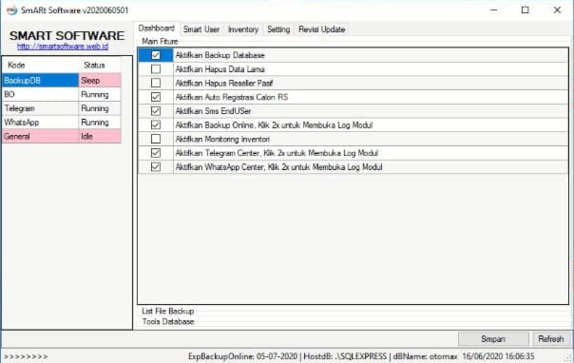 SmARt Software v2020060501
SMART SOFTWARE
http://smartsoftware.web.id
Kode Status
BackupDB Sleep
BO Running
Telegram Running
WhatsApp Running
General Idle
Dashboard Smart User Inventory Setting Revisi Update
Main Fiture
Aktifkan Backup Database
Aktifkan Hapus Data Lama
Aktifkan Hapus Reseller Pasif
Aktifkan Auto Registrasi Calon RS
Aktifkan Sms EndUSer
Aktifkan Backup Online, Klik 2x untuk Membuka Log Modul
Aktifkan Monitoring Inventori
Aktifkan Telegram Center, Klik 2x untuk Membuka Log Modul
Aktifkan WhatsApp Center, Klik 2x untuk Membuka Log Modul
List File Backup
Tools Database
Simpan Refresh
>>>>>>>> ExpBackupOnline: 05-07-2020 | HostdB: .\SQLEXPRESS | dBName: otomax 16/06/2020 16:06:35